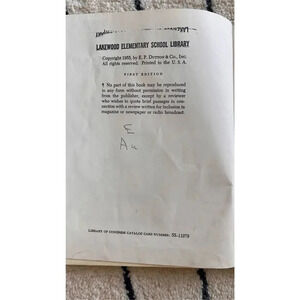 LAKEWOOD ELEMENTARY SCHOOL LIBRARY
Copyright 1955, by E. P. Dutton & Co., Inc.
All rights reserved. Printed in the U. S. A.
FIRST EDITION
¶ No part of this book may be reproduced
in any form without permission in writing
from the publisher, except by a reviewer
who wishes to quote brief passages in con-
nection with a review written for inclusion in
magazine or newspaper or radio broadcast.
E
Au
LIBRARY OF CONGRESS CATALOG CARD NUMBER: